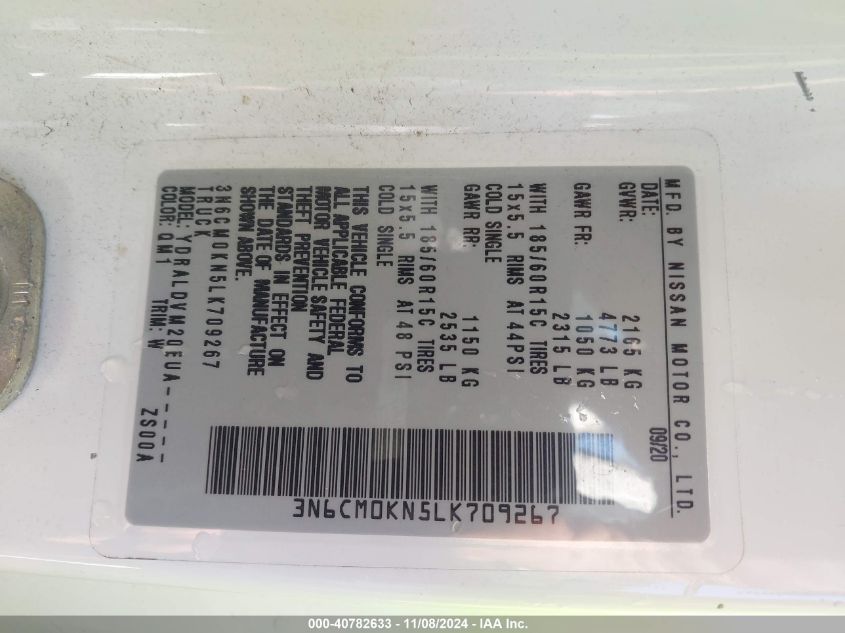 MFD. BY NISSAN MOTOR CO., LTD.
DATE: 09/20
GVWR: 2165 KG
4773 LB
GAWR FR: 1050 KG
2315 LB
WITH 185/60R15C TIRES
15x5.5 RIMS AT 44PSI
COLD SINGLE
GAWR RR: 1150 KG
2535 LB
WITH 185/60R15C TIRES
15x5.5 RIMS AT 48 PSI
COLD SINGLE
THIS VEHICLE CONFORMS TO
ALL APPLICABLE FEDERAL
MOTOR VEHICLE SAFETY AND
THEFT PREVENTION
STANDARDS IN EFFECT ON
THE DATE OF MANUFACTURE
SHOWN ABOVE.
3N6CM0KN5LK709267
TRUCK
MODEL: YDRALDYM20EUA-----
COLOR: QM1 TRIM: W ZS00A
3N6CM0KN5LK709267
000-40782633 - 11/08/2024 - IAA Inc.